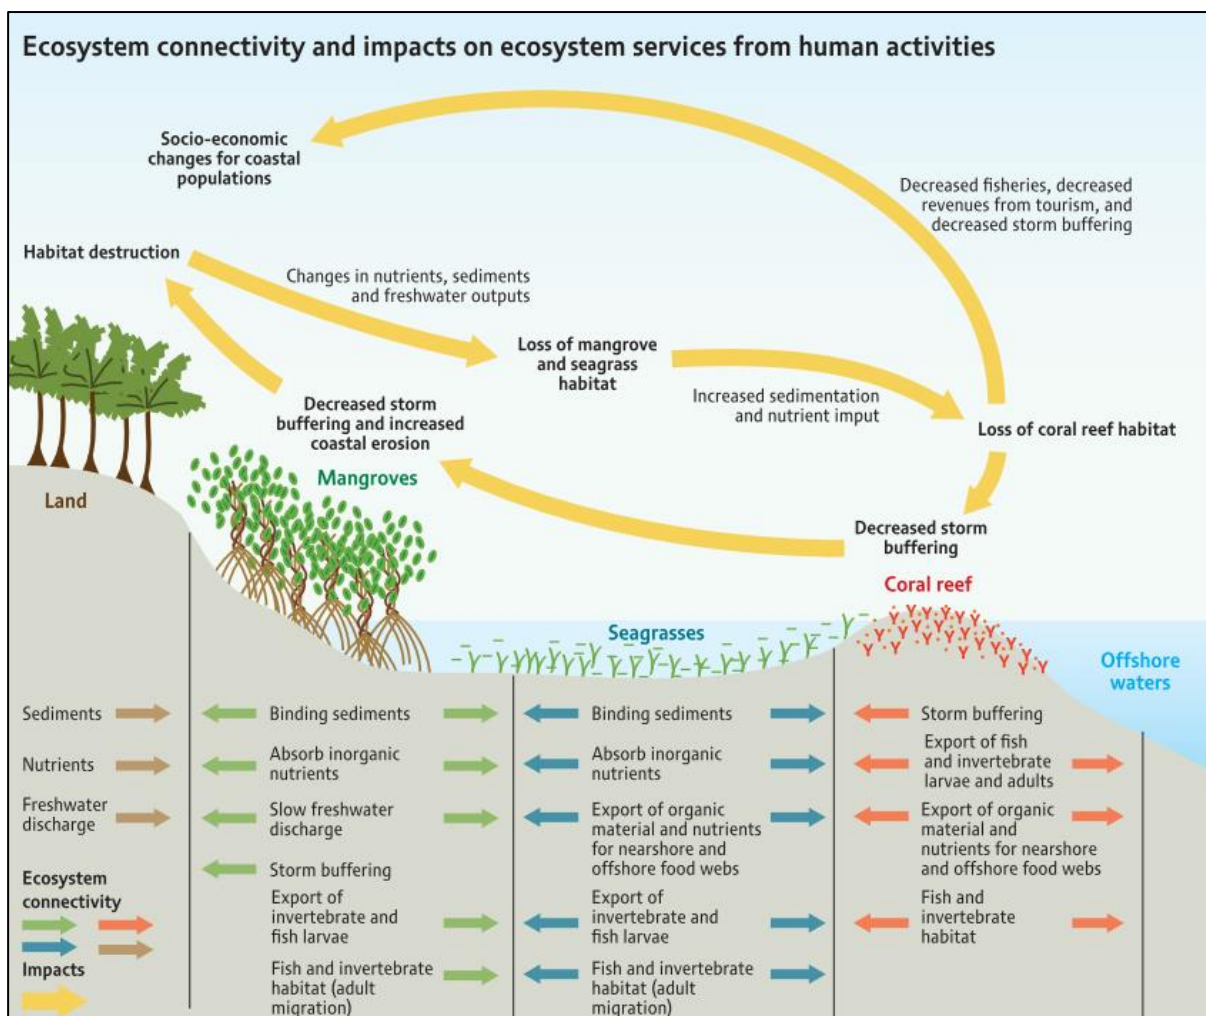 Ecosystem connectivity and impacts on ecosystem services from human activities
Socio-economic
changes for coastal
populations
Decreased fisheries, decreased
revenues from tourism, and
decreased storm buffering
Habitat destruction
Changes in nutrients, sediments
and freshwater outputs
Loss of mangrove
and seagrass
habitat
Increased sedimentation
and nutrient imput
Loss of coral reef habitat
Decreased storm
buffering and increased
coastal erosion
Decreased storm
buffering
Land
Mangroves
Seagrasses
Coral reef
Offshore
waters
Sediments
Nutrients
Freshwater
discharge
Ecosystem
connectivity
Impacts
Binding sediments
Absorb inorganic
nutrients
Slow freshwater
discharge
Storm buffering
Export of
invertebrate and
fish larvae
Fish and invertebrate
habitat (adult
migration)
Binding sediments
Absorb inorganic
nutrients
Export of organic
material and nutrients
for nearshore and
offshore food webs
Export of
invertebrate and
fish larvae
Fish and invertebrate
habitat (adult
migration)
Storm buffering
Export of fish
and invertebrate
larvae and adults
Export of organic
material and
nutrients for nearshore
and offshore food webs
Fish and
invertebrate
habitat